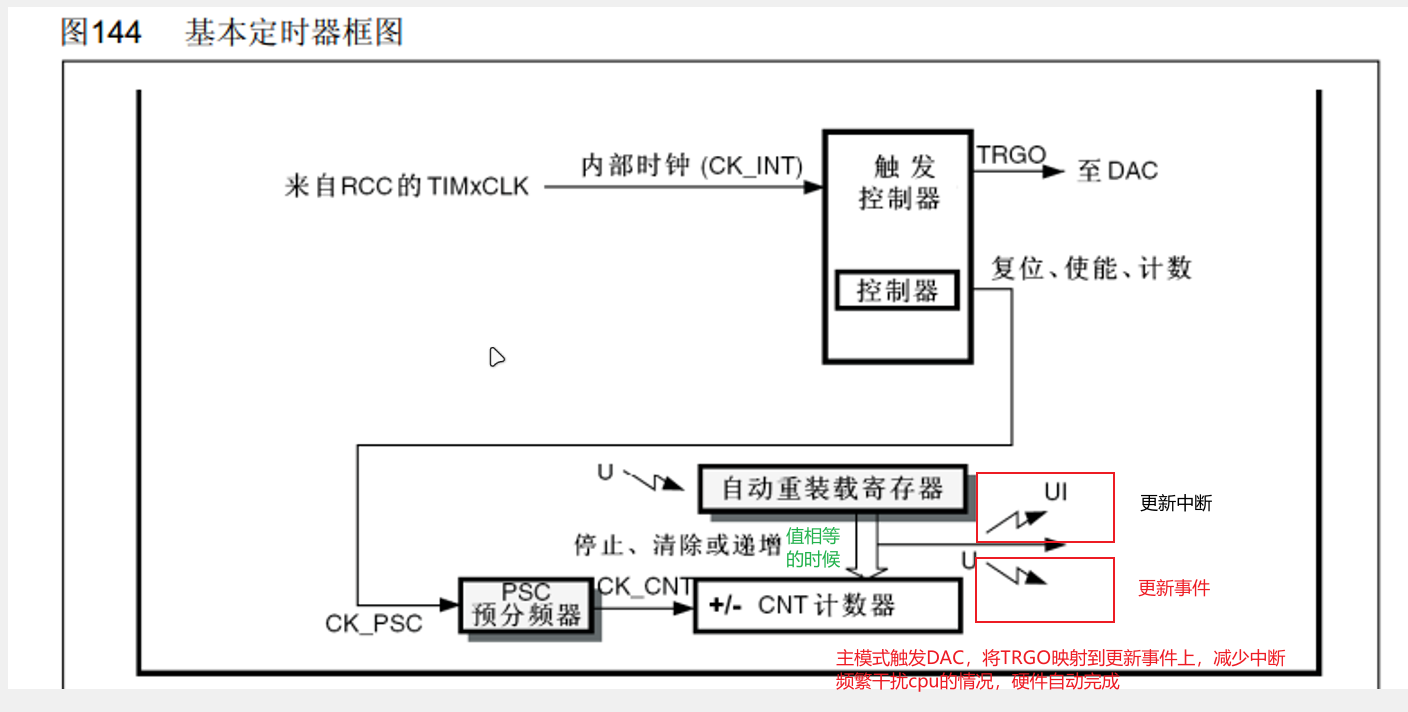 图144 基本定时器框图
来自RCC的TIMxCLK
内部时钟 (CK_INT)
触 发
控制器
控制器
TRGO
至 DAC
复位、使能、计数
U
自动重装载寄存器
UI
更新中断
停止、清除或递增
值相等
的时候
U
更新事件
CK_PSC
PSC
预分频器
CK_CNT
+/- CNT 计数器
主模式触发DAC，将TRGO映射到更新事件上，减少中断
频繁干扰cpu的情况，硬件自动完成